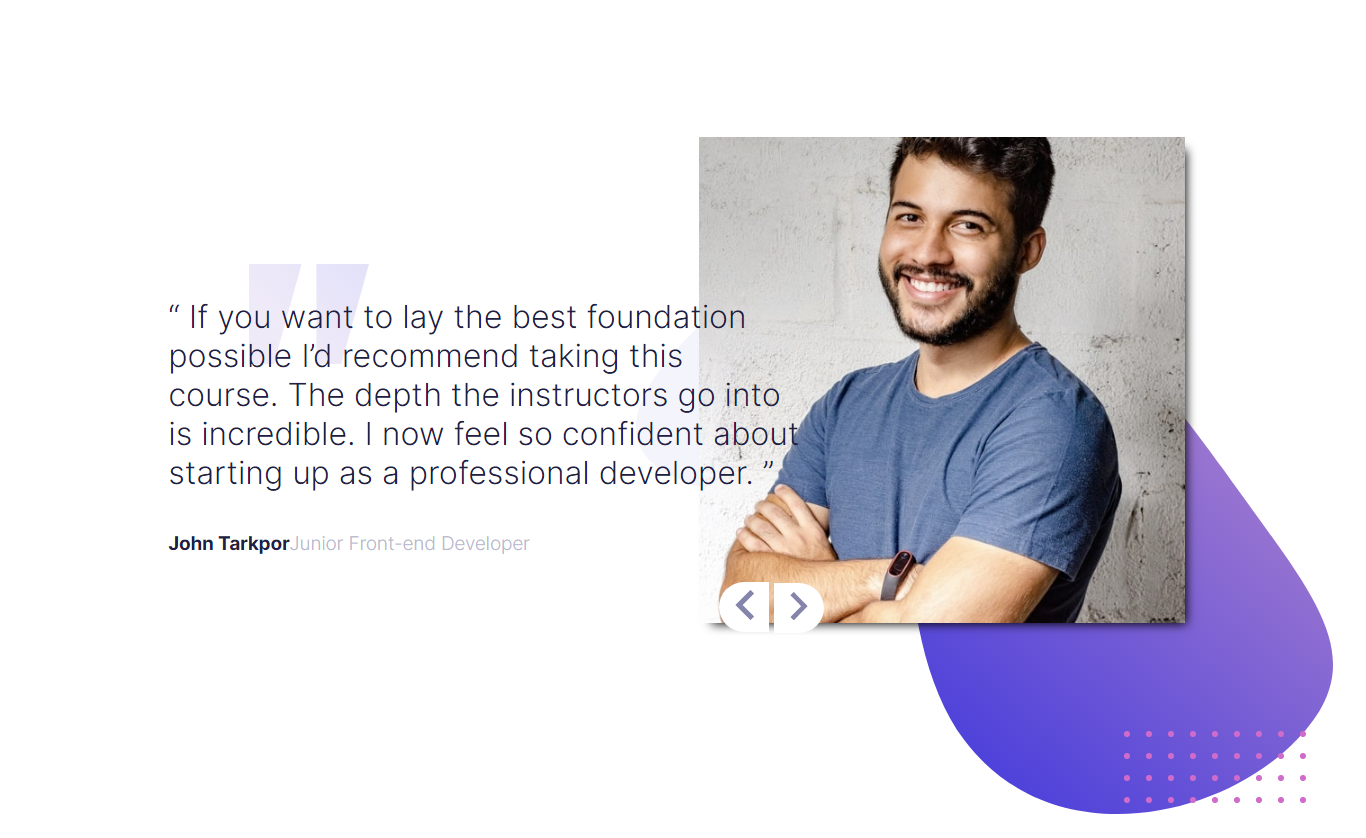 “ If you want to lay the best foundation
possible I’d recommend taking this
course. The depth the instructors go into
is incredible. I now feel so confident about
starting up as a professional developer. ”
John TarkporJunior Front-end Developer